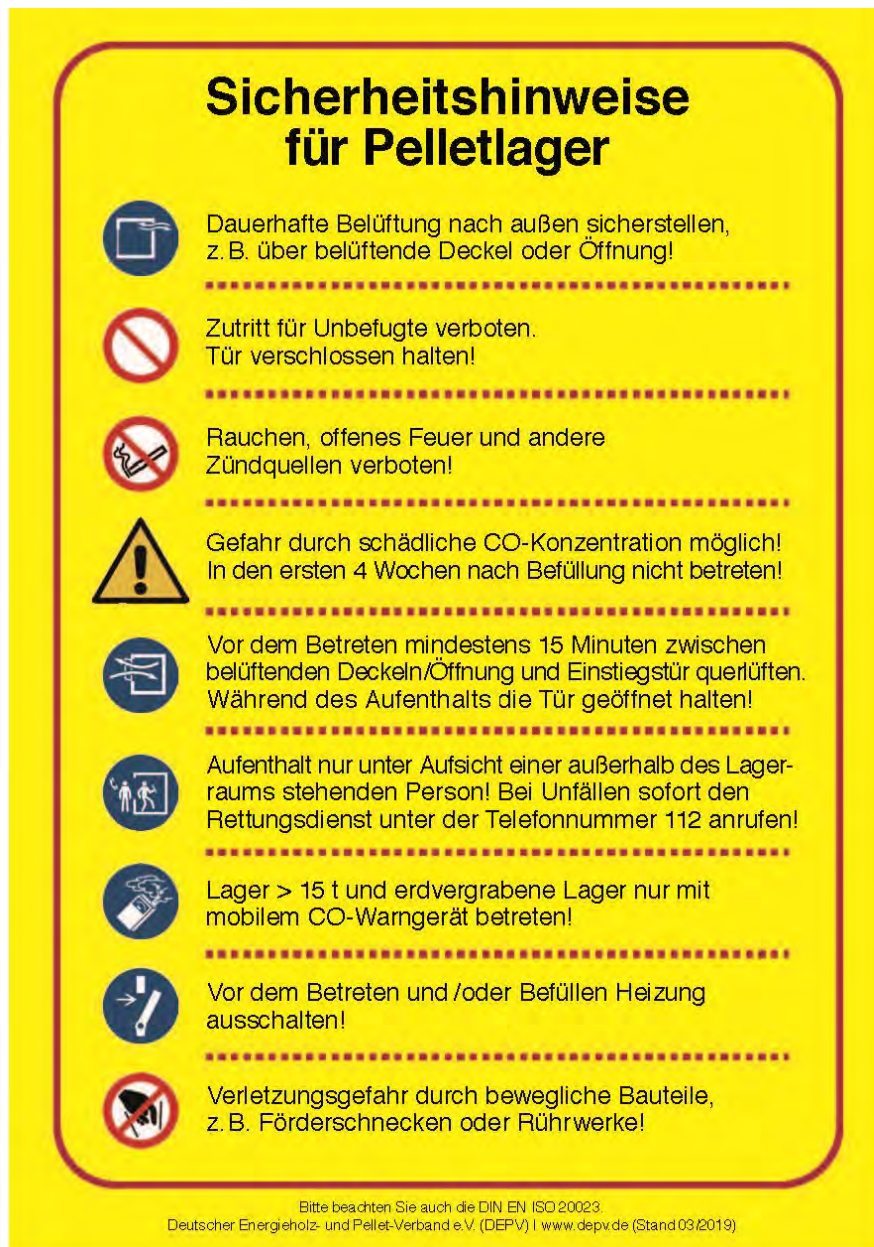 Sicherheitshinweise
für Pelletlager
Dauerhafte Belüftung nach außen sicherstellen,
z. B. über belüftende Deckel oder Öffnung!
Zutritt für Unbefugte verboten.
Tür verschlossen halten!
Rauchen, offenes Feuer und andere
Zündquellen verboten!
Gefahr durch schädliche CO-Konzentration möglich!
In den ersten 4 Wochen nach Befüllung nicht betreten!
Vor dem Betreten mindestens 15 Minuten zwischen
belüftenden Deckeln/Öffnung und Einstiegstür querlüften.
Während des Aufenthalts die Tür geöffnet halten!
Aufenthalt nur unter Aufsicht einer außerhalb des Lager-
raums stehenden Person! Bei Unfällen sofort den
Rettungsdienst unter der Telefonnummer 112 anrufen!
Lager > 15 t und erdvergrabene Lager nur mit
mobilem CO-Warngerät betreten!
Vor dem Betreten und /oder Befüllen Heizung
ausschalten!
Verletzungsgefahr durch bewegliche Bauteile,
z. B. Förderschnecken oder Rührwerke!
Bitte beachten Sie auch die DIN EN ISO 20023.
Deutscher Energieholz- und Pellet-Verband e.V. (DEPV) I www.depv.de (Stand 03/2019)